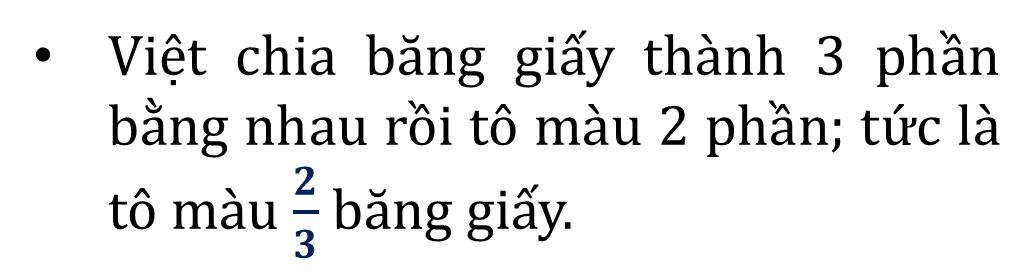 • Việt chia băng giấy thành 3 phần
bằng nhau rồi tô màu 2 phần; tức là
tô màu 2/3 băng giấy.